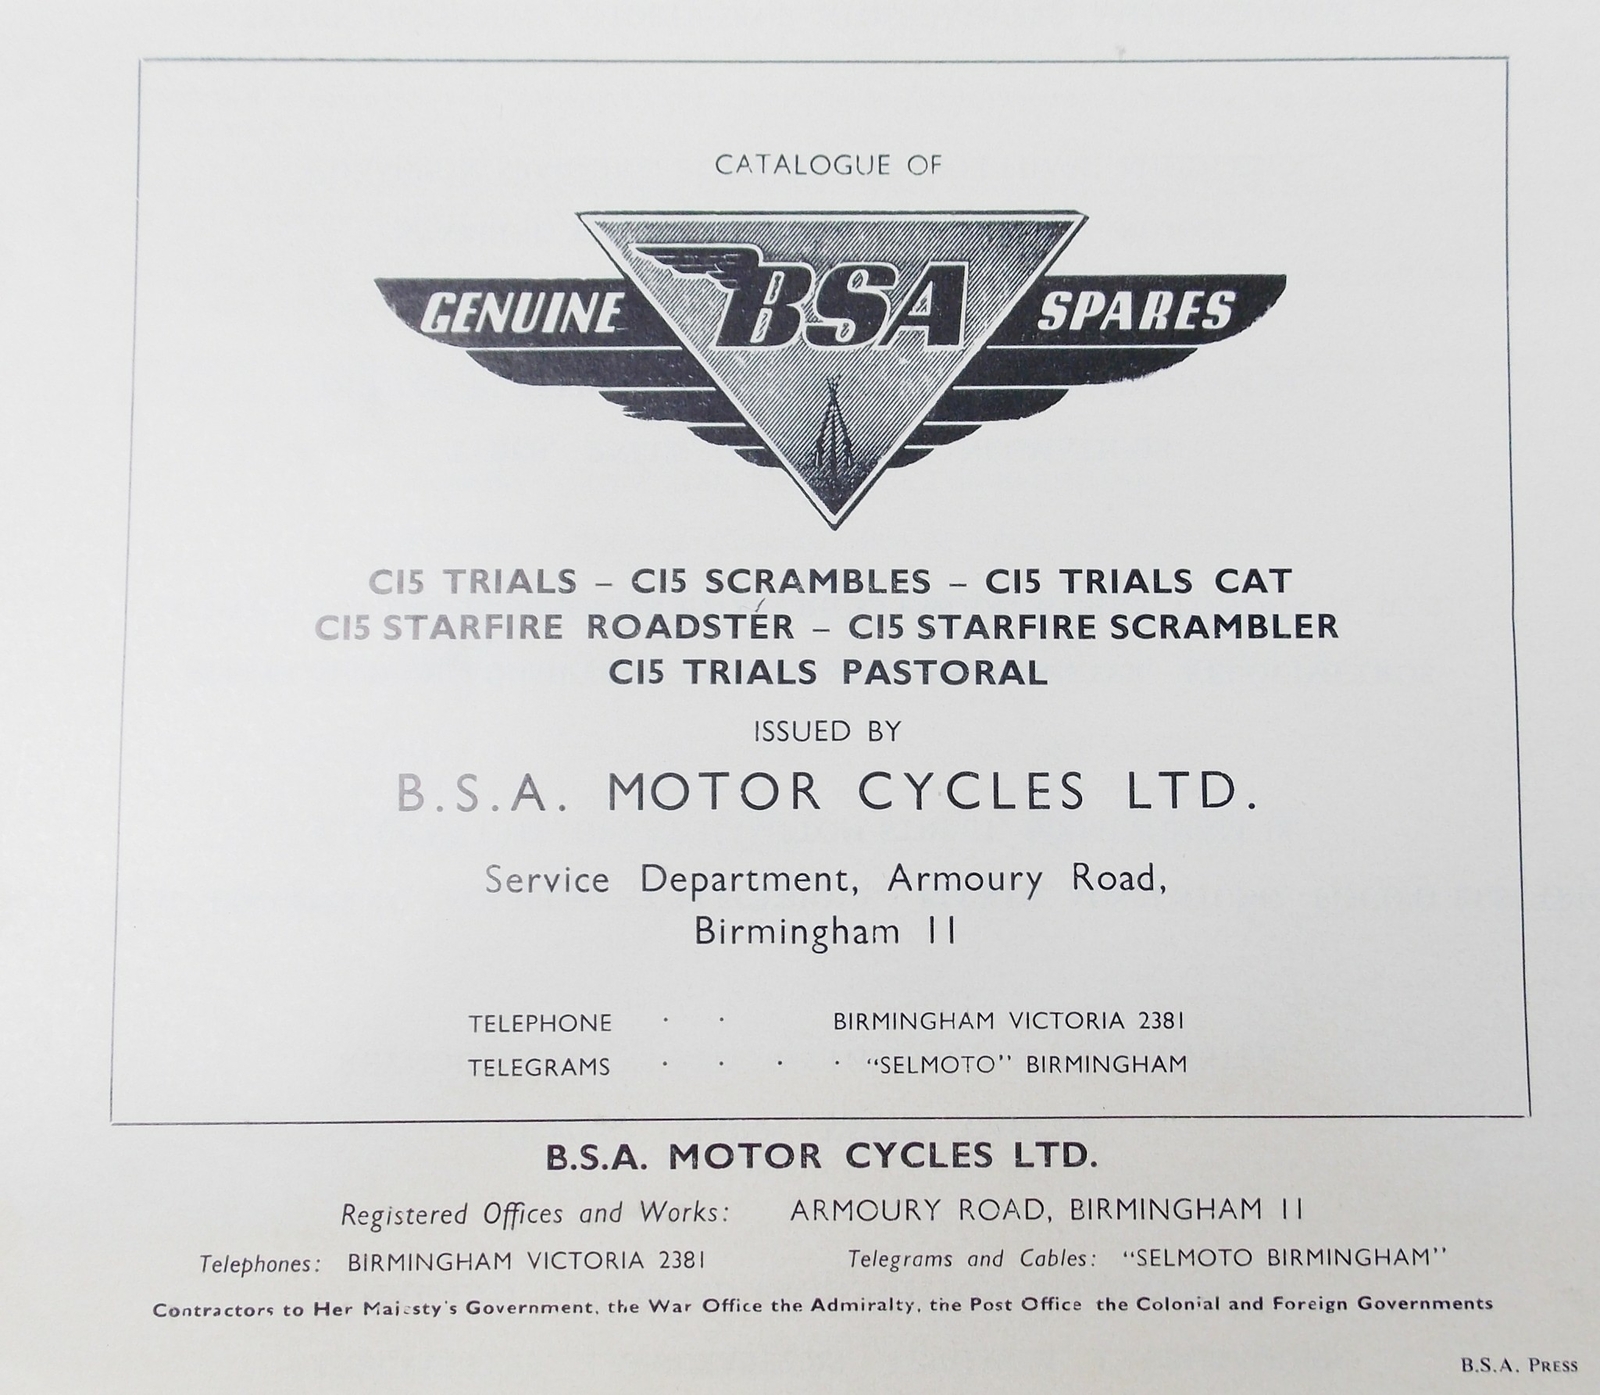 CATALOGUE OF
GENUINE BSA SPARES
C15 TRIALS – C15 SCRAMBLES – C15 TRIALS CAT
C15 STARFIRE ROADSTER – C15 STARFIRE SCRAMBLER
C15 TRIALS PASTORAL
ISSUED BY
B.S.A. MOTOR CYCLES LTD.
Service Department, Armoury Road,
Birmingham 11
TELEPHONE · · BIRMINGHAM VICTORIA 2381
TELEGRAMS · · · · “SELMOTO” BIRMINGHAM
B.S.A. MOTOR CYCLES LTD.
Registered Offices and Works: ARMOURY ROAD, BIRMINGHAM 11
Telephones: BIRMINGHAM VICTORIA 2381 Telegrams and Cables: “SELMOTO BIRMINGHAM”
Contractors to Her Majesty's Government, the War Office the Admiralty, the Post Office the Colonial and Foreign Governments
B.S.A. PRESS